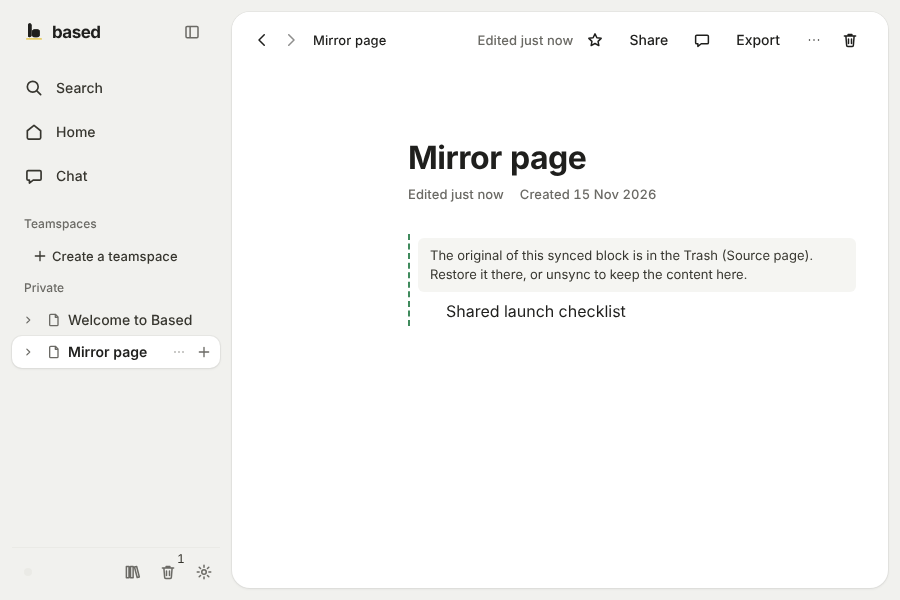 based
Search
Home
Chat
Teamspaces
Create a teamspace
Private
Welcome to Based
Mirror page
1
Mirror page
Edited just now
Share
Export
Mirror page
Edited just now Created 15 Nov 2026
The original of this synced block is in the Trash (Source page).
Restore it there, or unsync to keep the content here.
Shared launch checklist